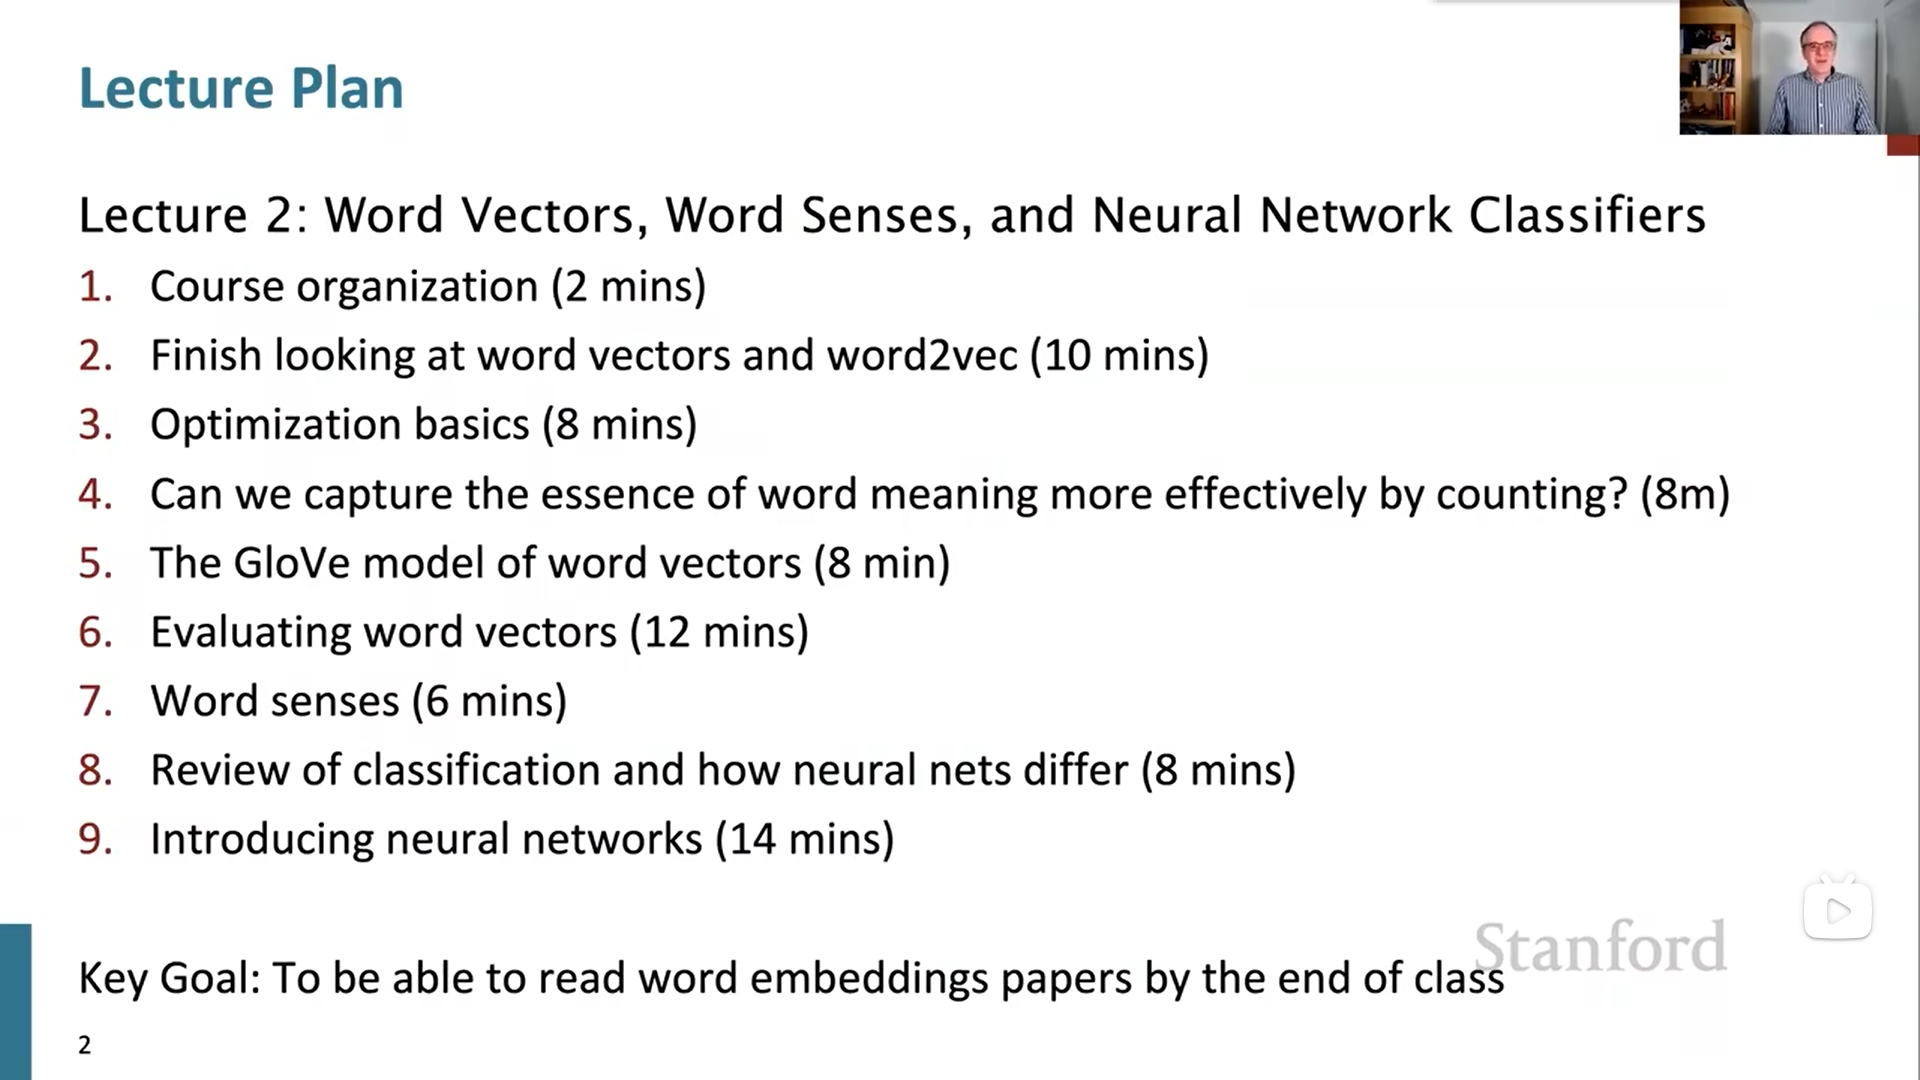 Lecture Plan
Lecture 2: Word Vectors, Word Senses, and Neural Network Classifiers
1. Course organization (2 mins)
2. Finish looking at word vectors and word2vec (10 mins)
3. Optimization basics (8 mins)
4. Can we capture the essence of word meaning more effectively by counting? (8m)
5. The GloVe model of word vectors (8 min)
6. Evaluating word vectors (12 mins)
7. Word senses (6 mins)
8. Review of classification and how neural nets differ (8 mins)
9. Introducing neural networks (14 mins)
Stanford
Key Goal: To be able to read word embeddings papers by the end of class
2